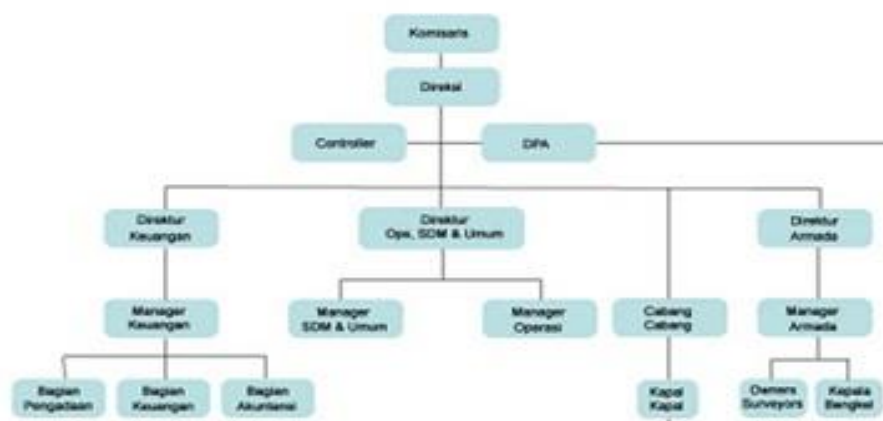 Komisaris
Direksi
Controller
DPA
Direktur
Keuangan
Direktur
Ops, SDM & Umum
Direktur
Armada
Manager
Keuangan
Manager
SDM & Umum
Manager
Operasi
Cabang
Cabang
Manager
Armada
Bagian
Pengadaan
Bagian
Keuangan
Bagian
Akuntansi
Kapal
Kapal
Owners
Surveyors
Kepala
Bengkel